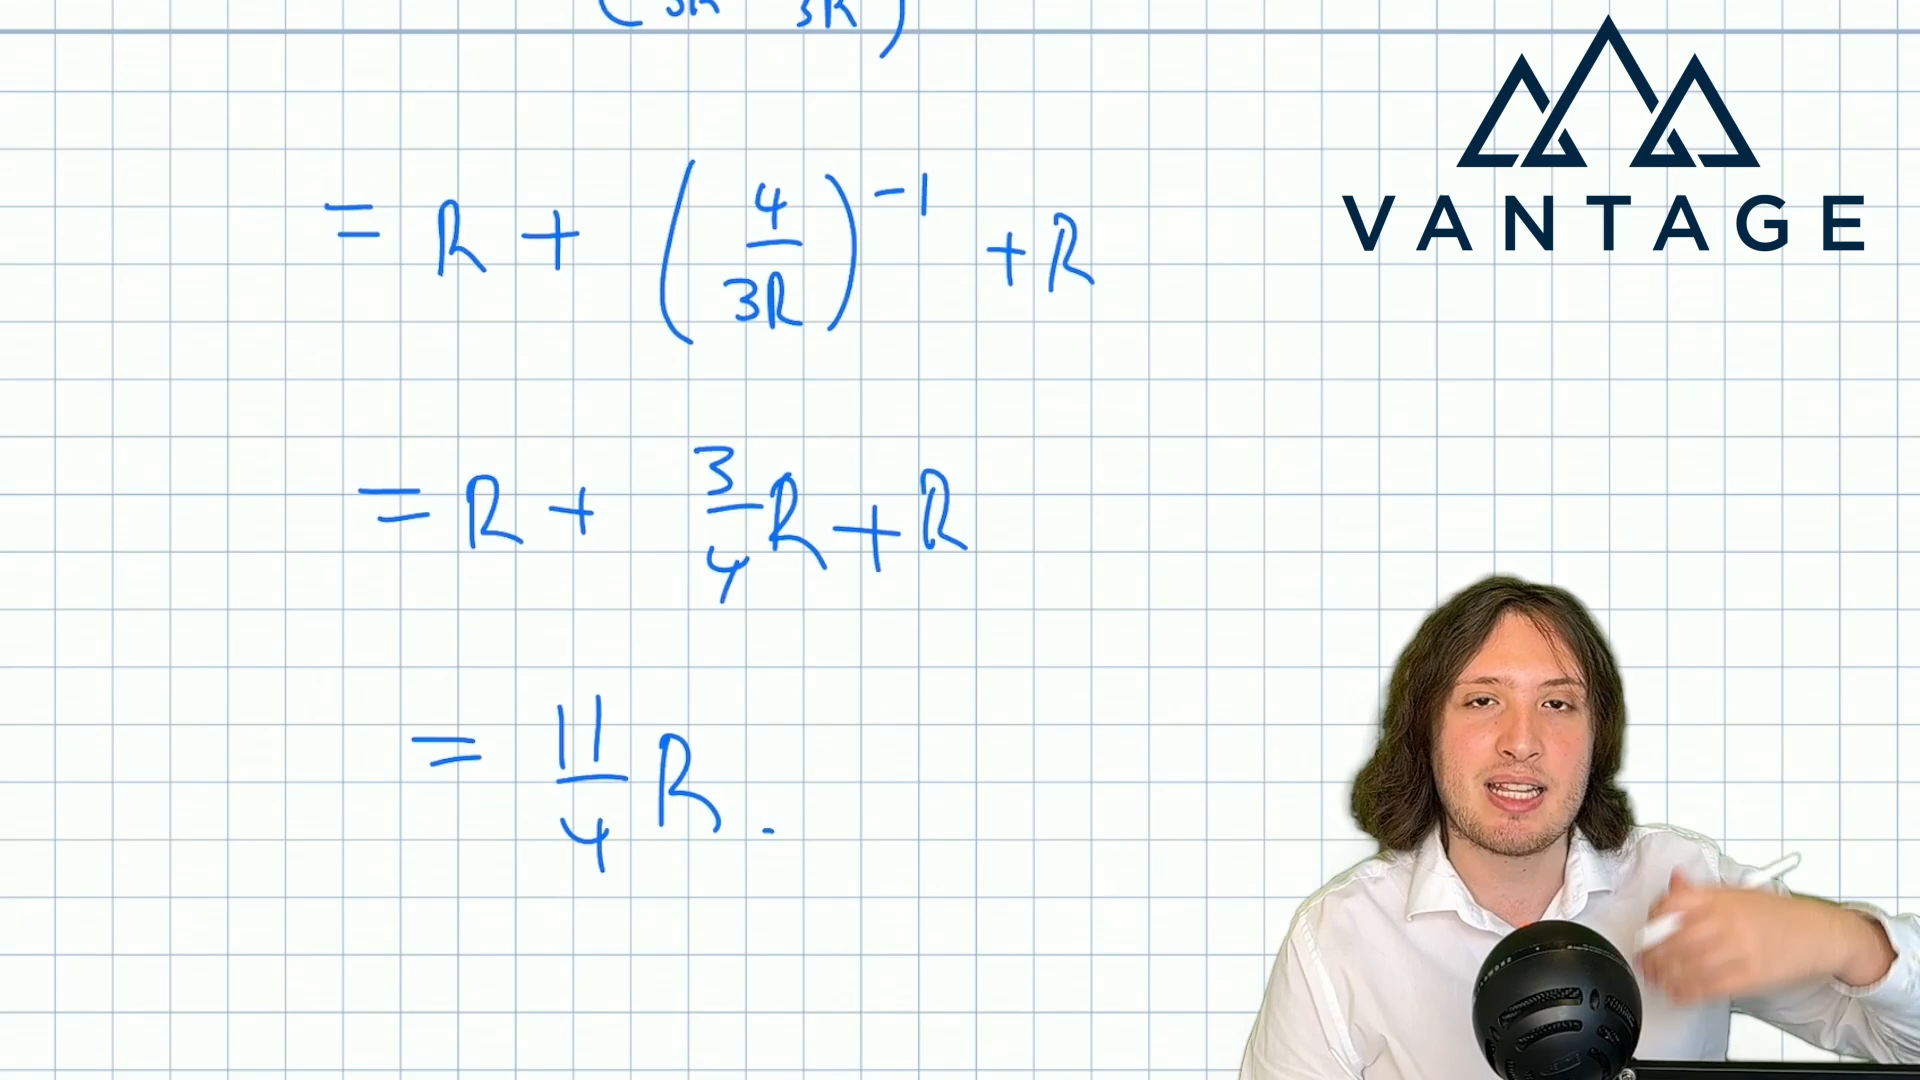 = R + (4/3R)⁻¹ + R
= R + 3/4 R + R
= 11/4 R.
VANTAGE